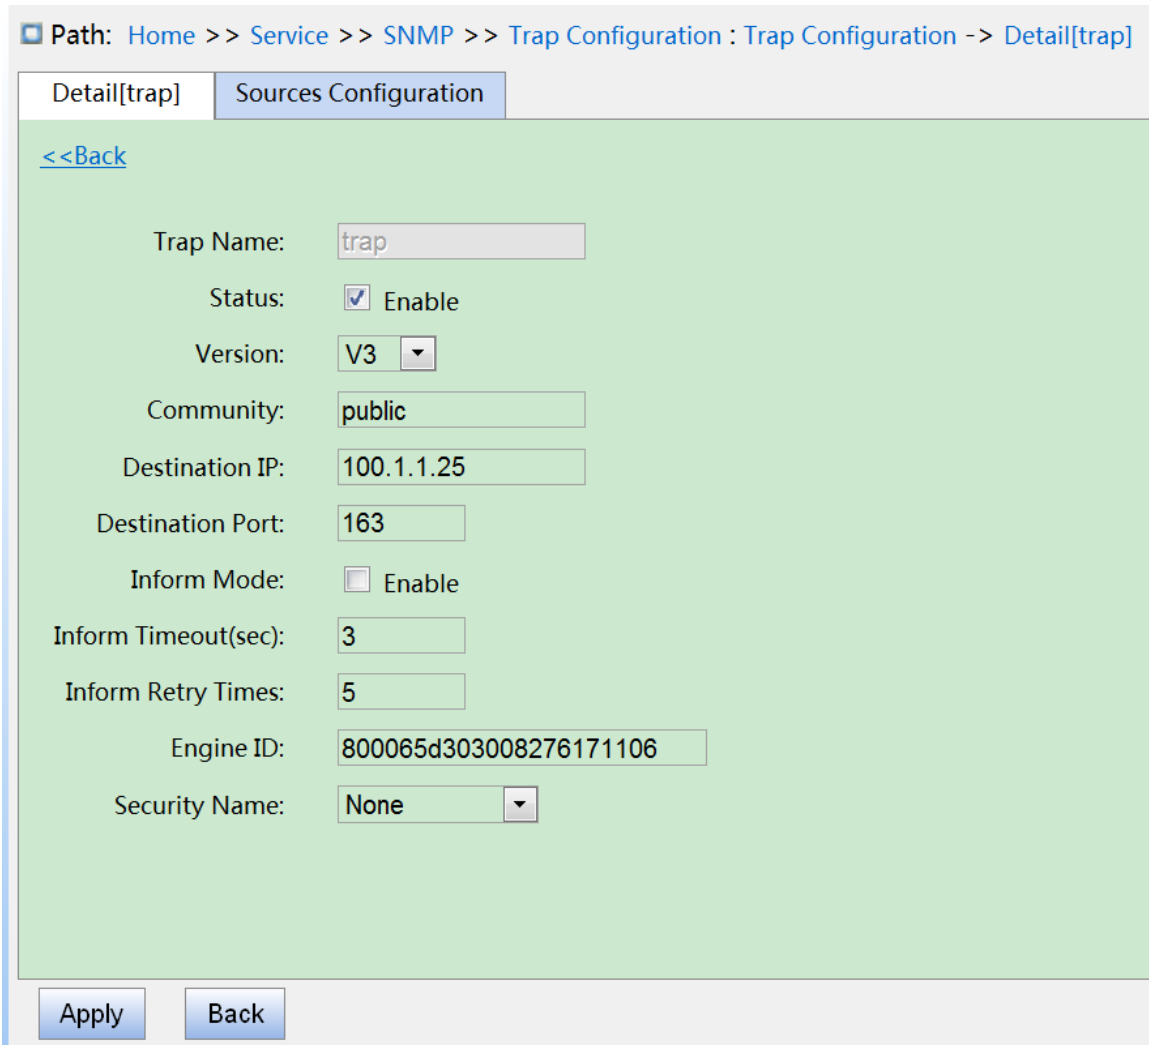 Path: Home >> Service >> SNMP >> Trap Configuration : Trap Configuration -> Detail[trap]
Detail[trap] Sources Configuration
<<Back
Trap Name: trap
Status: Enable
Version: V3
Community: public
Destination IP: 100.1.1.25
Destination Port: 163
Inform Mode: Enable
Inform Timeout(sec): 3
Inform Retry Times: 5
Engine ID: 800065d303008276171106
Security Name: None
Apply Back